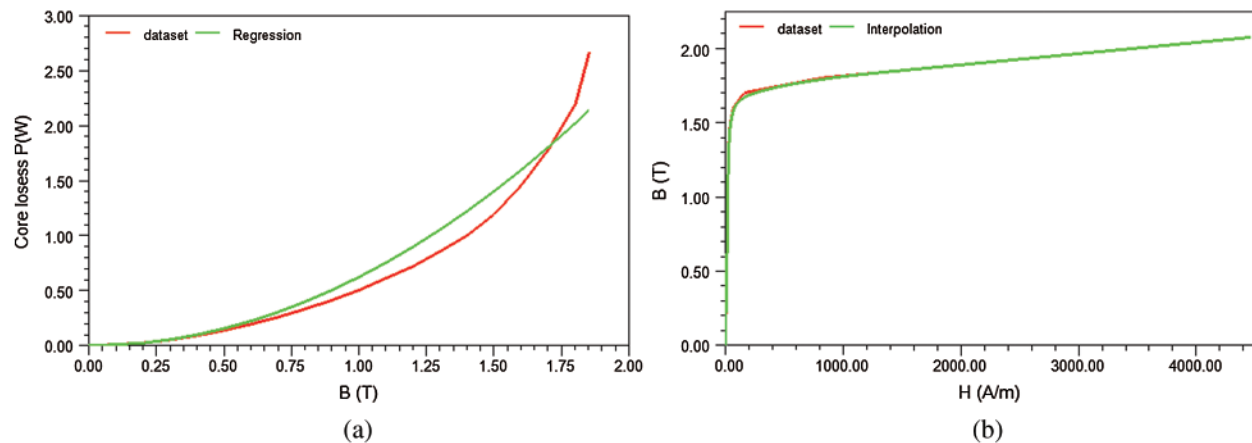 3.00
dataset
Regression
2.50
2.00
1.50
1.00
0.50
0.00
Core losess P(W)
0.00 0.25 0.50 0.75 1.00 1.25 1.50 1.75 2.00
B (T)
(a)
dataset
Interpolation
2.00
1.50
1.00
0.50
0.00
B (T)
0.00 1000.00 2000.00 3000.00 4000.00
H (A/m)
(b)